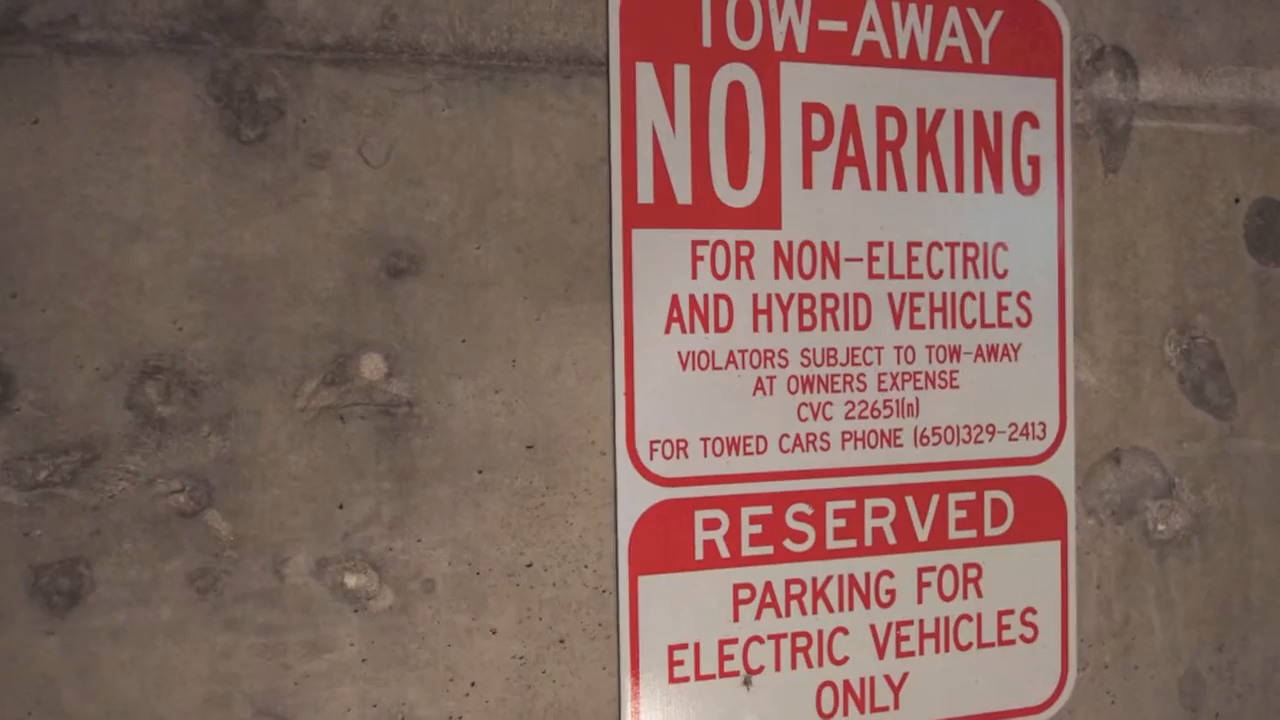 TOW-AWAY
NO PARKING
FOR NON-ELECTRIC
AND HYBRID VEHICLES
VIOLATORS SUBJECT TO TOW-AWAY
AT OWNERS EXPENSE
CVC 22651(n)
FOR TOWED CARS PHONE (650)329-2413
RESERVED
PARKING FOR
ELECTRIC VEHICLES
ONLY